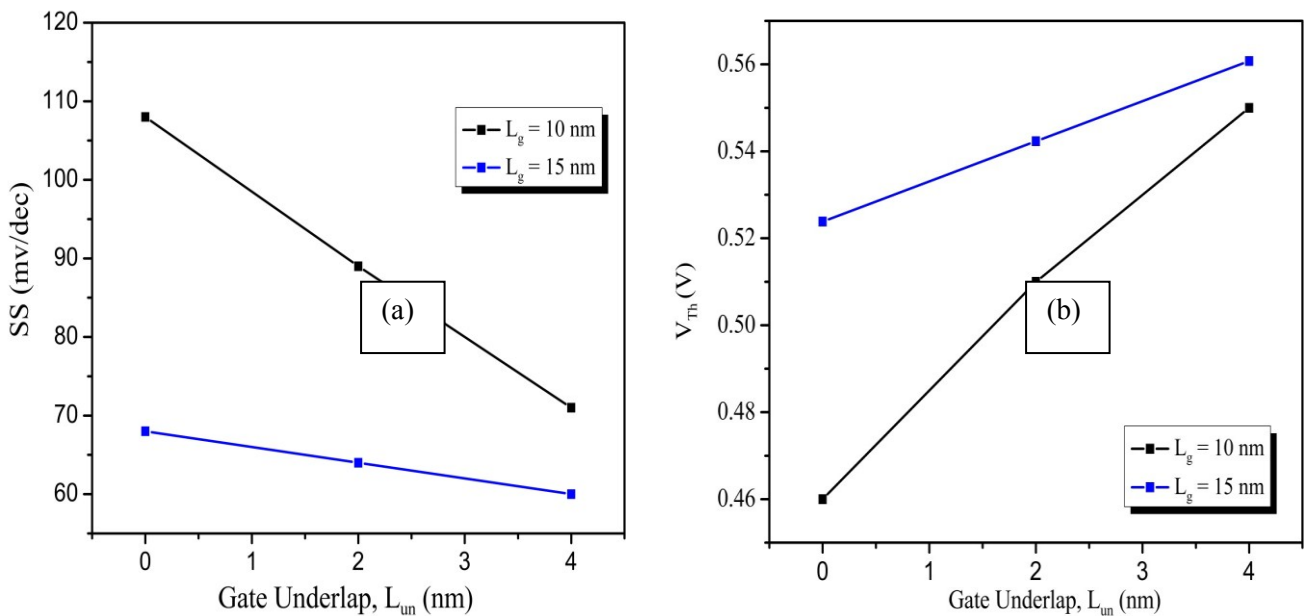 120
110
100
90
80
70
60
SS (mv/dec)
L_g = 10 nm
L_g = 15 nm
(a)
0 1 2 3 4
Gate Underlap, L_un (nm)
0.56
0.54
0.52
0.50
0.48
0.46
V_Th (V)
(b)
L_g = 10 nm
L_g = 15 nm
0 1 2 3 4
Gate Underlap, L_un (nm)